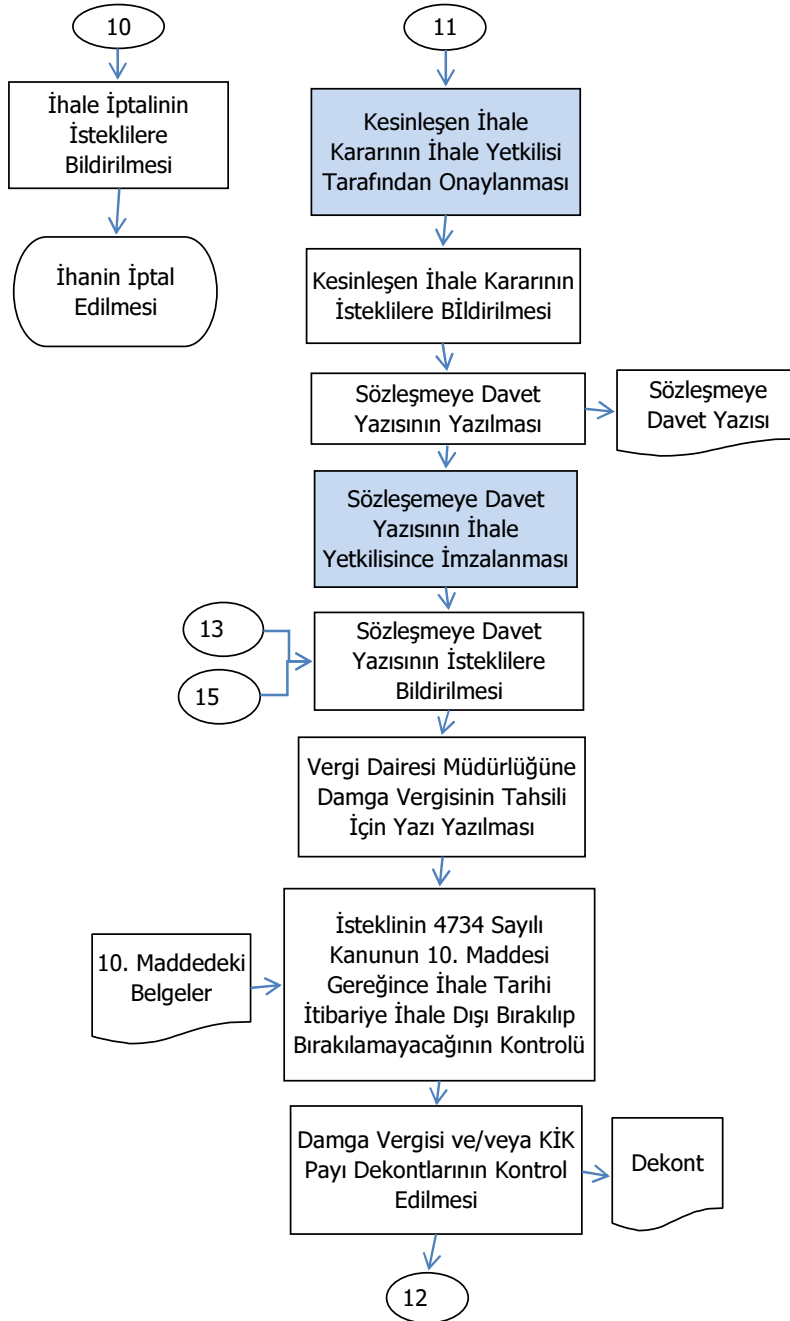 10
İhale İptalinin
İsteklilere
Bildirilmesi
İhanin İptal
Edilmesi
11
Kesinleşen İhale
Kararının İhale Yetkilisi
Tarafından Onaylanması
Kesinleşen İhale Kararının
İsteklilere Bİldirilmesi
Sözleşmeye Davet
Yazısının Yazılması
Sözleşmeye
Davet Yazısı
Sözleşemeye Davet
Yazısının İhale
Yetkilisince İmzalanması
13
15
Sözleşmeye Davet
Yazısının İsteklilere
Bildirilmesi
Vergi Dairesi Müdürlüğüne
Damga Vergisinin Tahsili
İçin Yazı Yazılması
10. Maddedeki
Belgeler
İsteklinin 4734 Sayılı
Kanunun 10. Maddesi
Gereğince İhale Tarihi
İtibariye İhale Dışı Bırakılıp
Bırakılamayacağının Kontrolü
Damga Vergisi ve/veya KİK
Payı Dekontlarının Kontrol
Edilmesi
Dekont
12